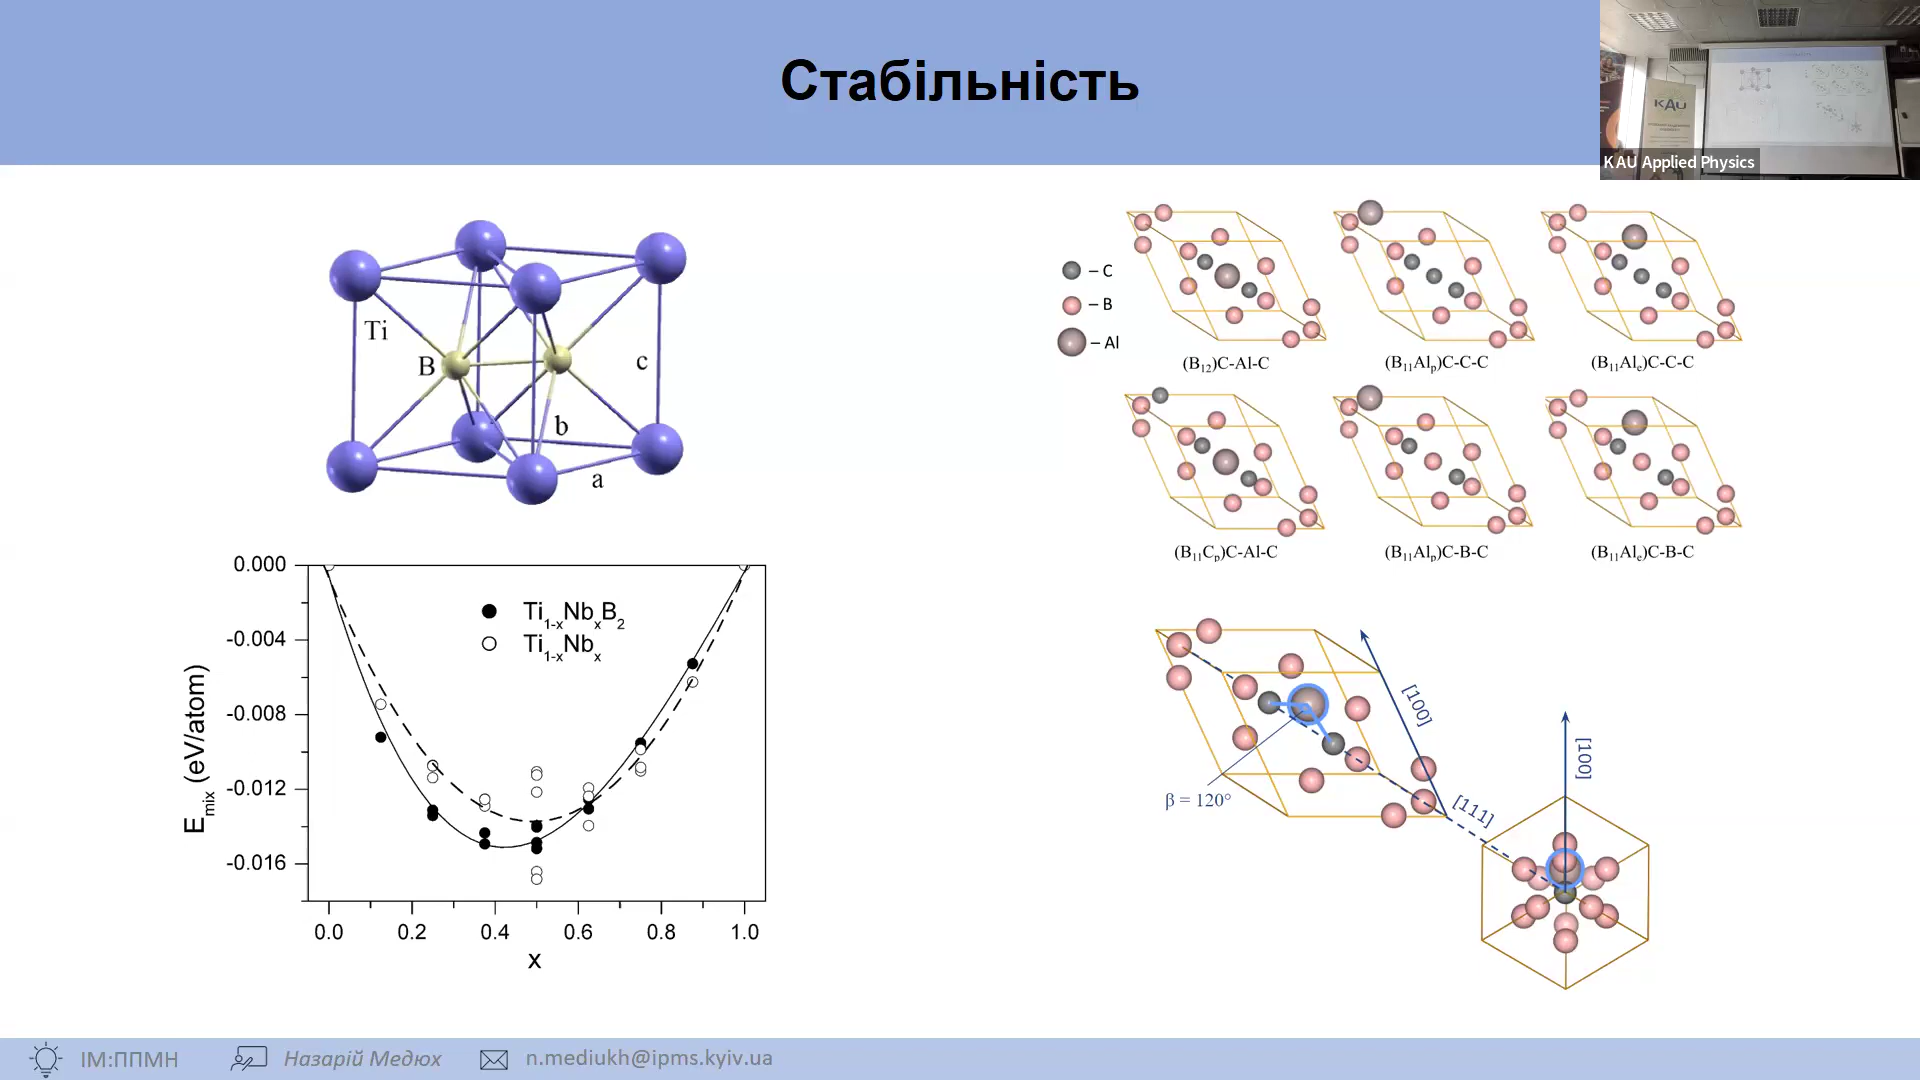 Стабільність
KAU
KAU Applied Physics
Ti
B
c
b
a
– C
– B
– Al
(B₁₂)C-Al-C
(B₁₁Alₚ)C-C-C
(B₁₁Alₑ)C-C-C
(B₁₁Cₚ)C-Al-C
(B₁₁Alₚ)C-B-C
(B₁₁Alₑ)C-B-C
0.000
-0.004
-0.008
-0.012
-0.016
Eₘᵢₓ (eV/atom)
Ti₁₋ₓNbₓB₂
Ti₁₋ₓNbₓ
0.0 0.2 0.4 0.6 0.8 1.0
x
[100]
β = 120°
[111]
[100]
ІМ:ППМН Назарій Медюх n.mediukh@ipms.kyiv.ua